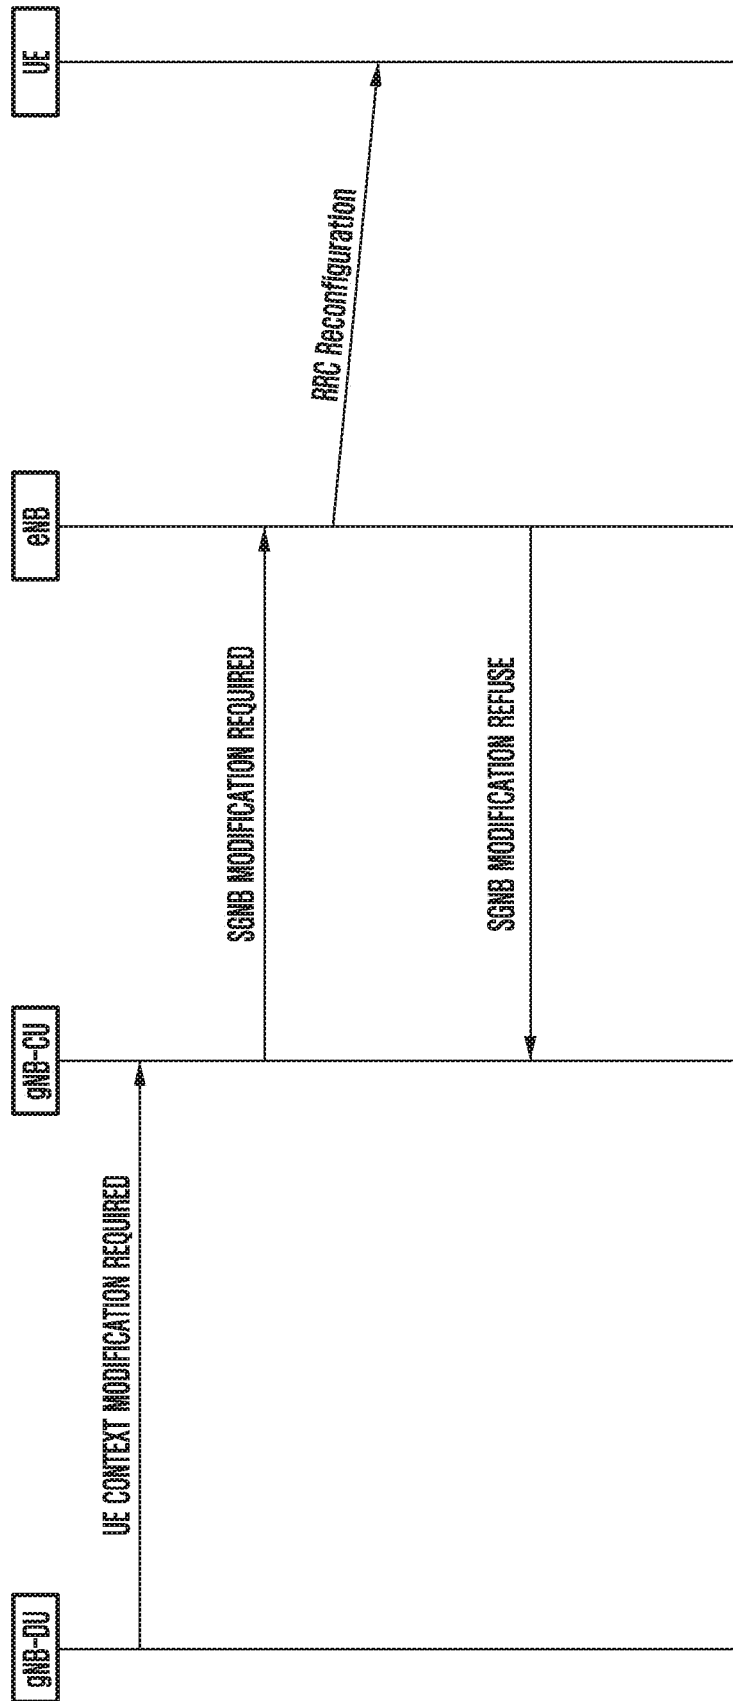 gNB-DU
gNB-CU
eNB
UE
UE CONTEXT MODIFICATION REQUIRED
SGNB MODIFICATION REQUIRED
RRC Reconfiguration
SGNB MODIFICATION REFUSE